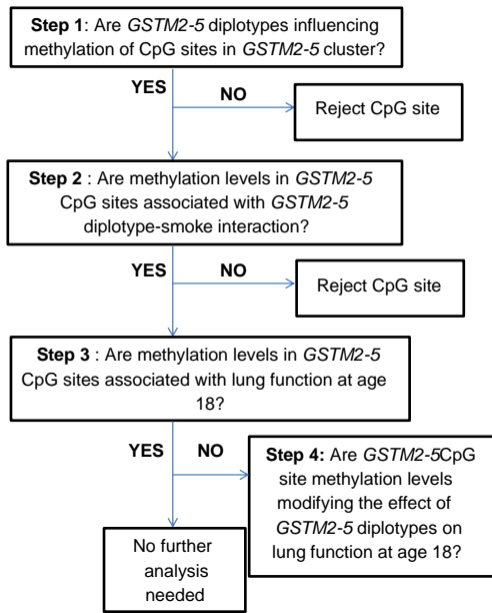 Step 1: Are GSTM2-5 diplotypes influencing
methylation of CpG sites in GSTM2-5 cluster?
YES
NO
Reject CpG site
Step 2 : Are methylation levels in GSTM2-5
CpG sites associated with GSTM2-5
diplotype-smoke interaction?
YES
NO
Reject CpG site
Step 3 : Are methylation levels in GSTM2-5
CpG sites associated with lung function at age
18?
YES
NO
Step 4: Are GSTM2-5CpG
site methylation levels
modifying the effect of
GSTM2-5 diplotypes on
lung function at age 18?
No further
analysis
needed